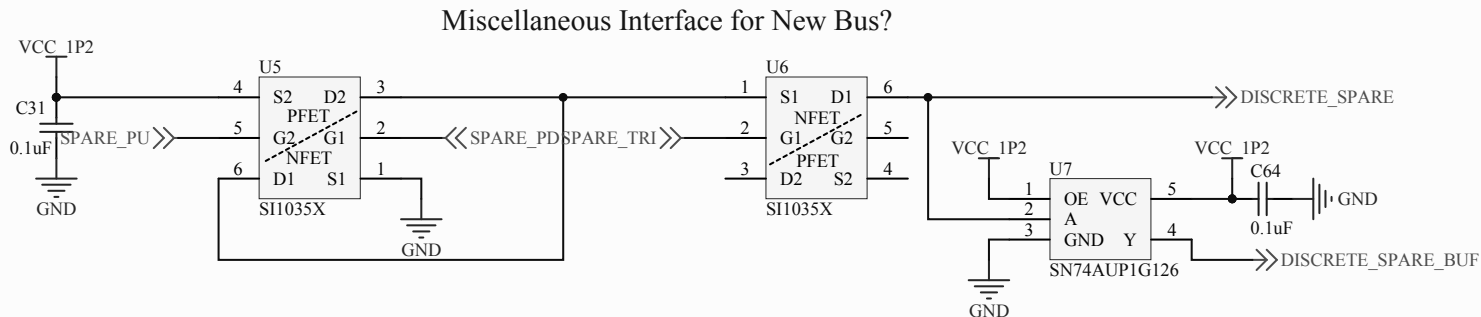 Miscellaneous Interface for New Bus?
VCC_1P2
C31
0.1uF
GND
SPARE_PU
U5
4 S2 D2 3
PFET
5 G2 G1 2
NFET
6 D1 S1 1
SI1035X
GND
SPARE_PD
SPARE_TRI
U6
1 S1 D1 6
NFET
2 G1 G2 5
PFET
3 D2 S2 4
SI1035X
DISCRETE_SPARE
VCC_1P2
VCC_1P2
U7
C64
1 OE VCC 5
2 A
3 GND Y 4
SN74AUP1G126
0.1uF
GND
GND
DISCRETE_SPARE_BUF